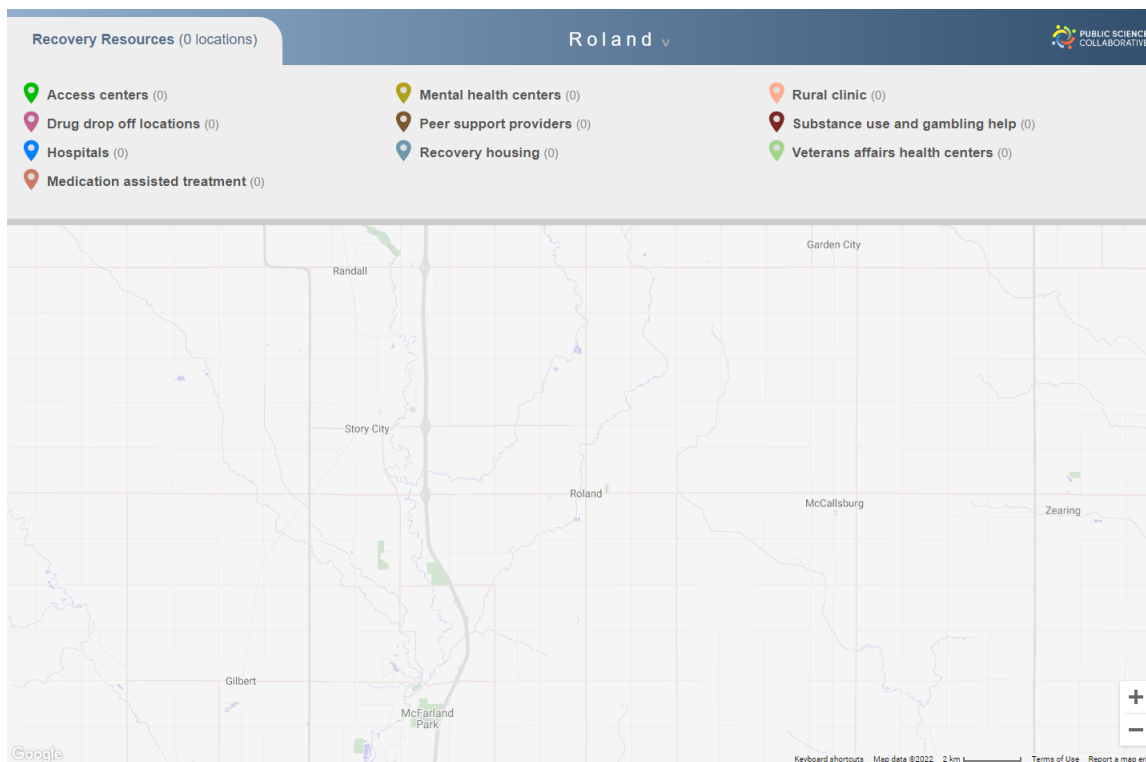 Recovery Resources (0 locations)
Roland v
PUBLIC SCIENCE
COLLABORATIVE
Access centers (0)
Mental health centers (0)
Rural clinic (0)
Drug drop off locations (0)
Peer support providers (0)
Substance use and gambling help (0)
Hospitals (0)
Recovery housing (0)
Veterans affairs health centers (0)
Medication assisted treatment (0)
Garden City
Randall
Story City
Roland
McCallsburg
Zearing
Gilbert
McFarland
Park
+
−
Google
Keyboard shortcuts Map data ©2022 2 km Terms of Use Report a map er